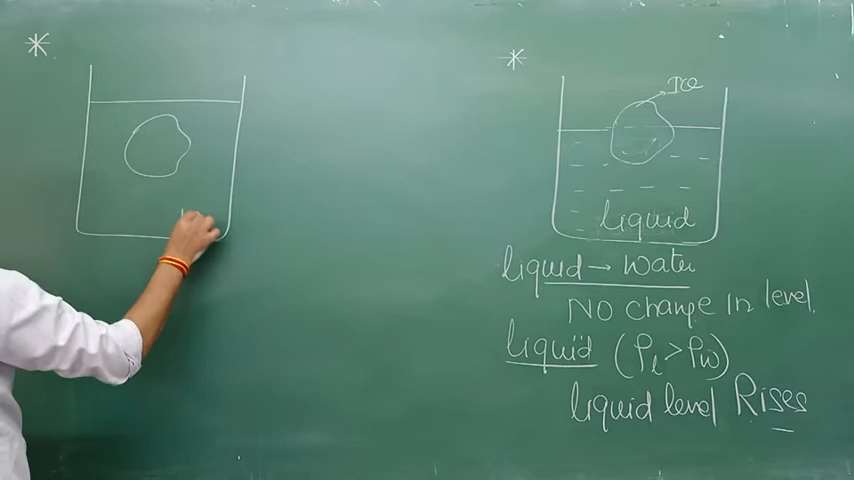 *
*
Ice
liquid
liquid → water
No change in level.
liquid (ρl > ρw)
liquid level Rises